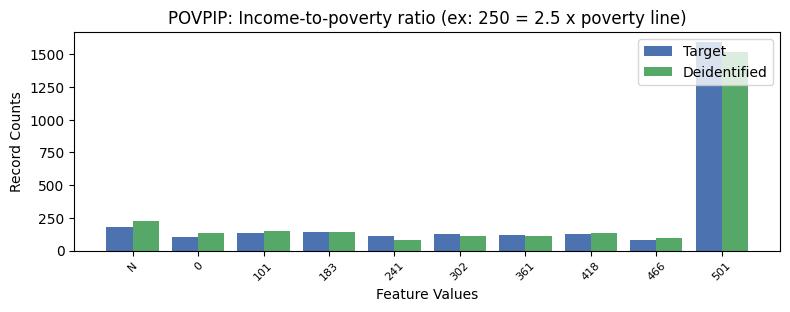 POVPIP: Income-to-poverty ratio (ex: 250 = 2.5 x poverty line)
Target
Deidentified
Record Counts
1500
1250
1000
750
500
250
0
N 0 101 183 241 302 361 418 466 501
Feature Values